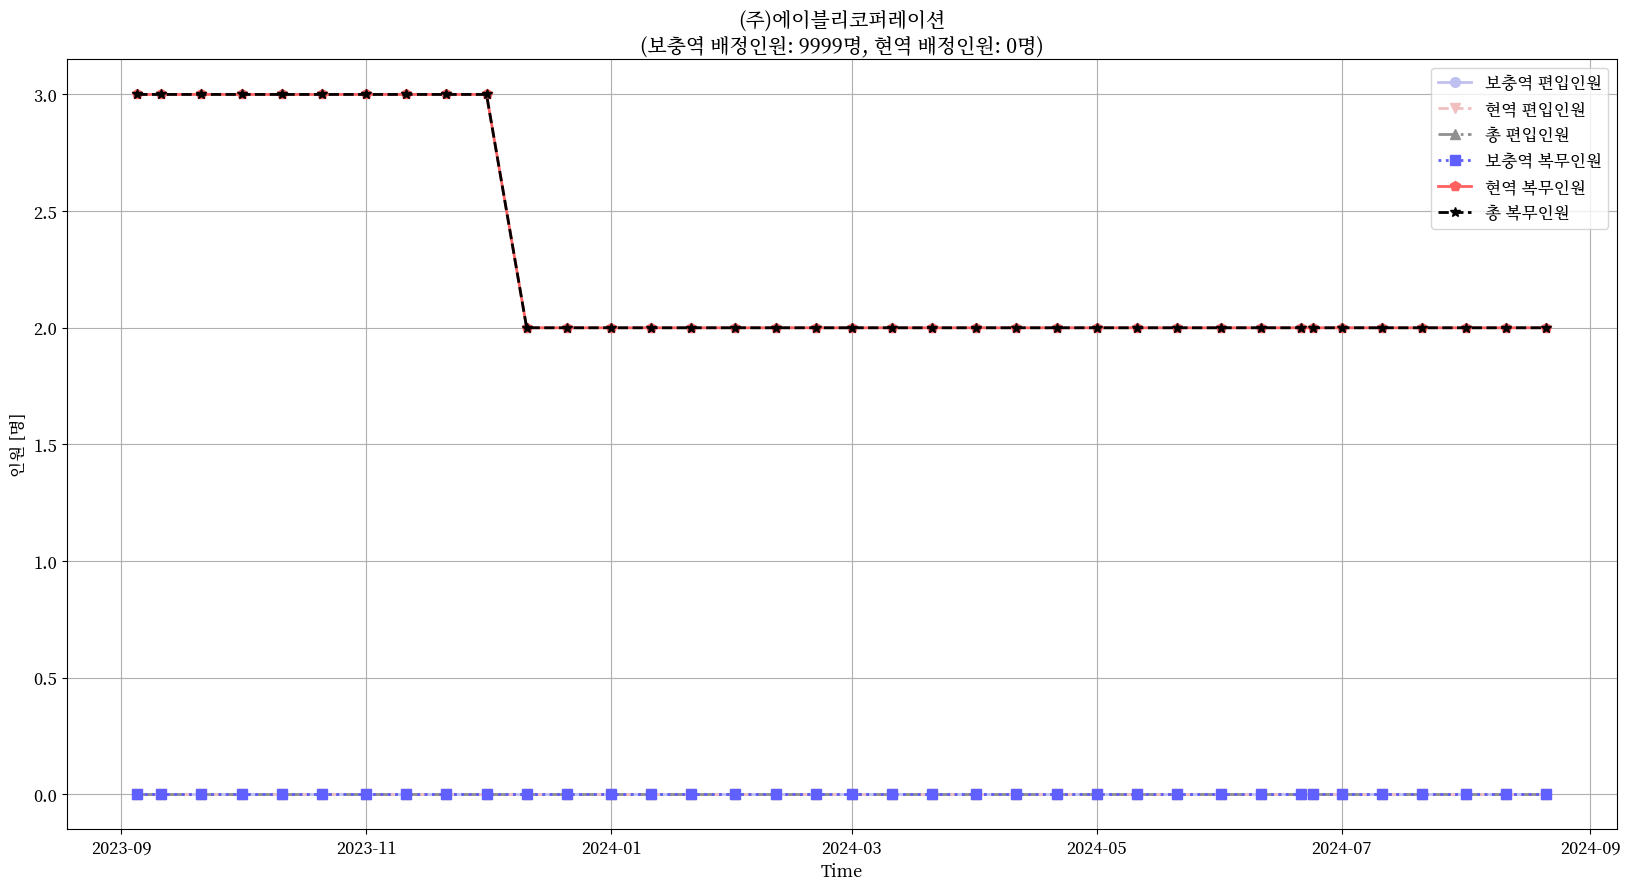 (주)에이블리코퍼레이션
(보충역 배정인원: 9999명, 현역 배정인원: 0명)
보충역 편입인원
현역 편입인원
총 편입인원
보충역 복무인원
현역 복무인원
총 복무인원
인원 [명]
3.0
2.5
2.0
1.5
1.0
0.5
0.0
2023-09 2023-11 2024-01 2024-03 2024-05 2024-07 2024-09
Time